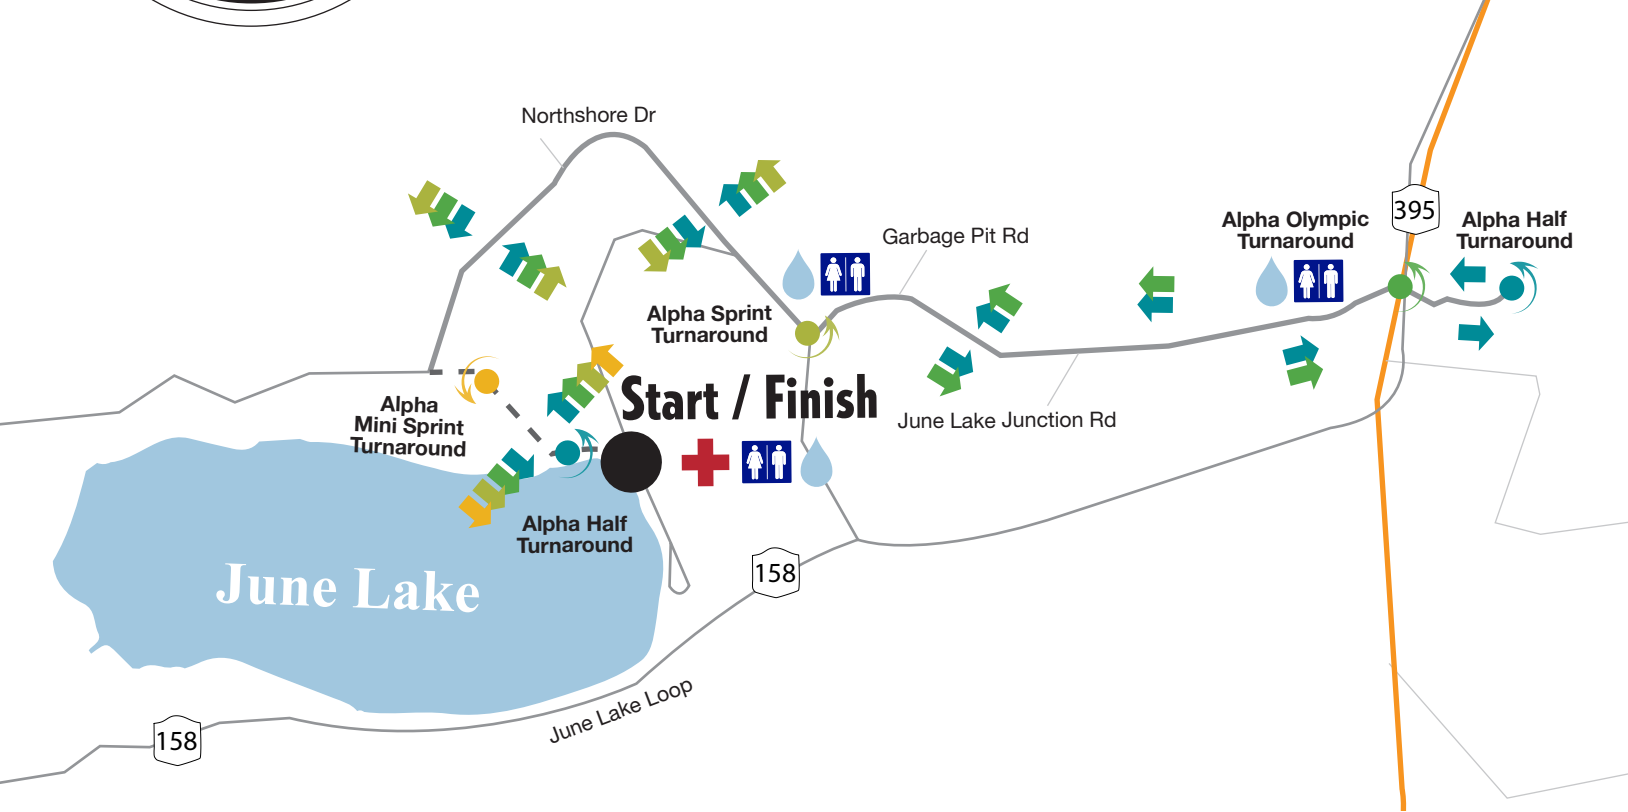 Northshore Dr
Garbage Pit Rd
Alpha Olympic
Turnaround
395
Alpha Half
Turnaround
Alpha Sprint
Turnaround
Start / Finish
Alpha
Mini Sprint
Turnaround
June Lake Junction Rd
Alpha Half
Turnaround
June Lake
158
June Lake Loop
158